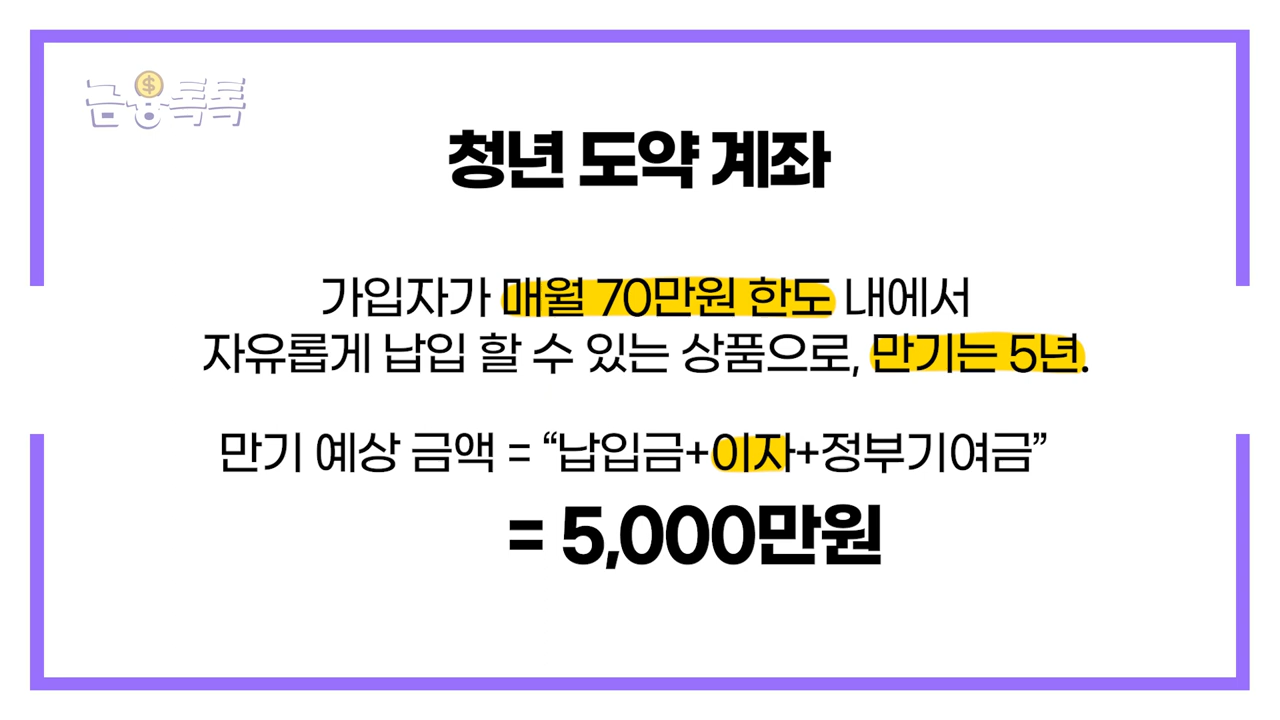 금융톡톡
청년 도약 계좌
가입자가 매월 70만원 한도 내에서
자유롭게 납입 할 수 있는 상품으로, 만기는 5년.
만기 예상 금액 = “납입금+이자+정부기여금”
= 5,000만원